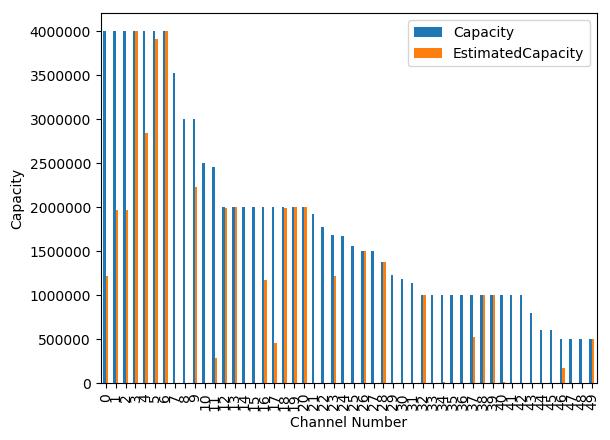 Capacity
EstimatedCapacity
4000000
3500000
3000000
2500000
2000000
1500000
1000000
500000
0
Capacity
0 1 2 3 4 5 6 7 8 9 10 11 12 13 14 15 16 17 18 19 20 21 22 23 24 25 26 27 28 29 30 31 32 33 34 35 36 37 38 39 40 41 42 43 44 45 46 47 48 49
Channel Number